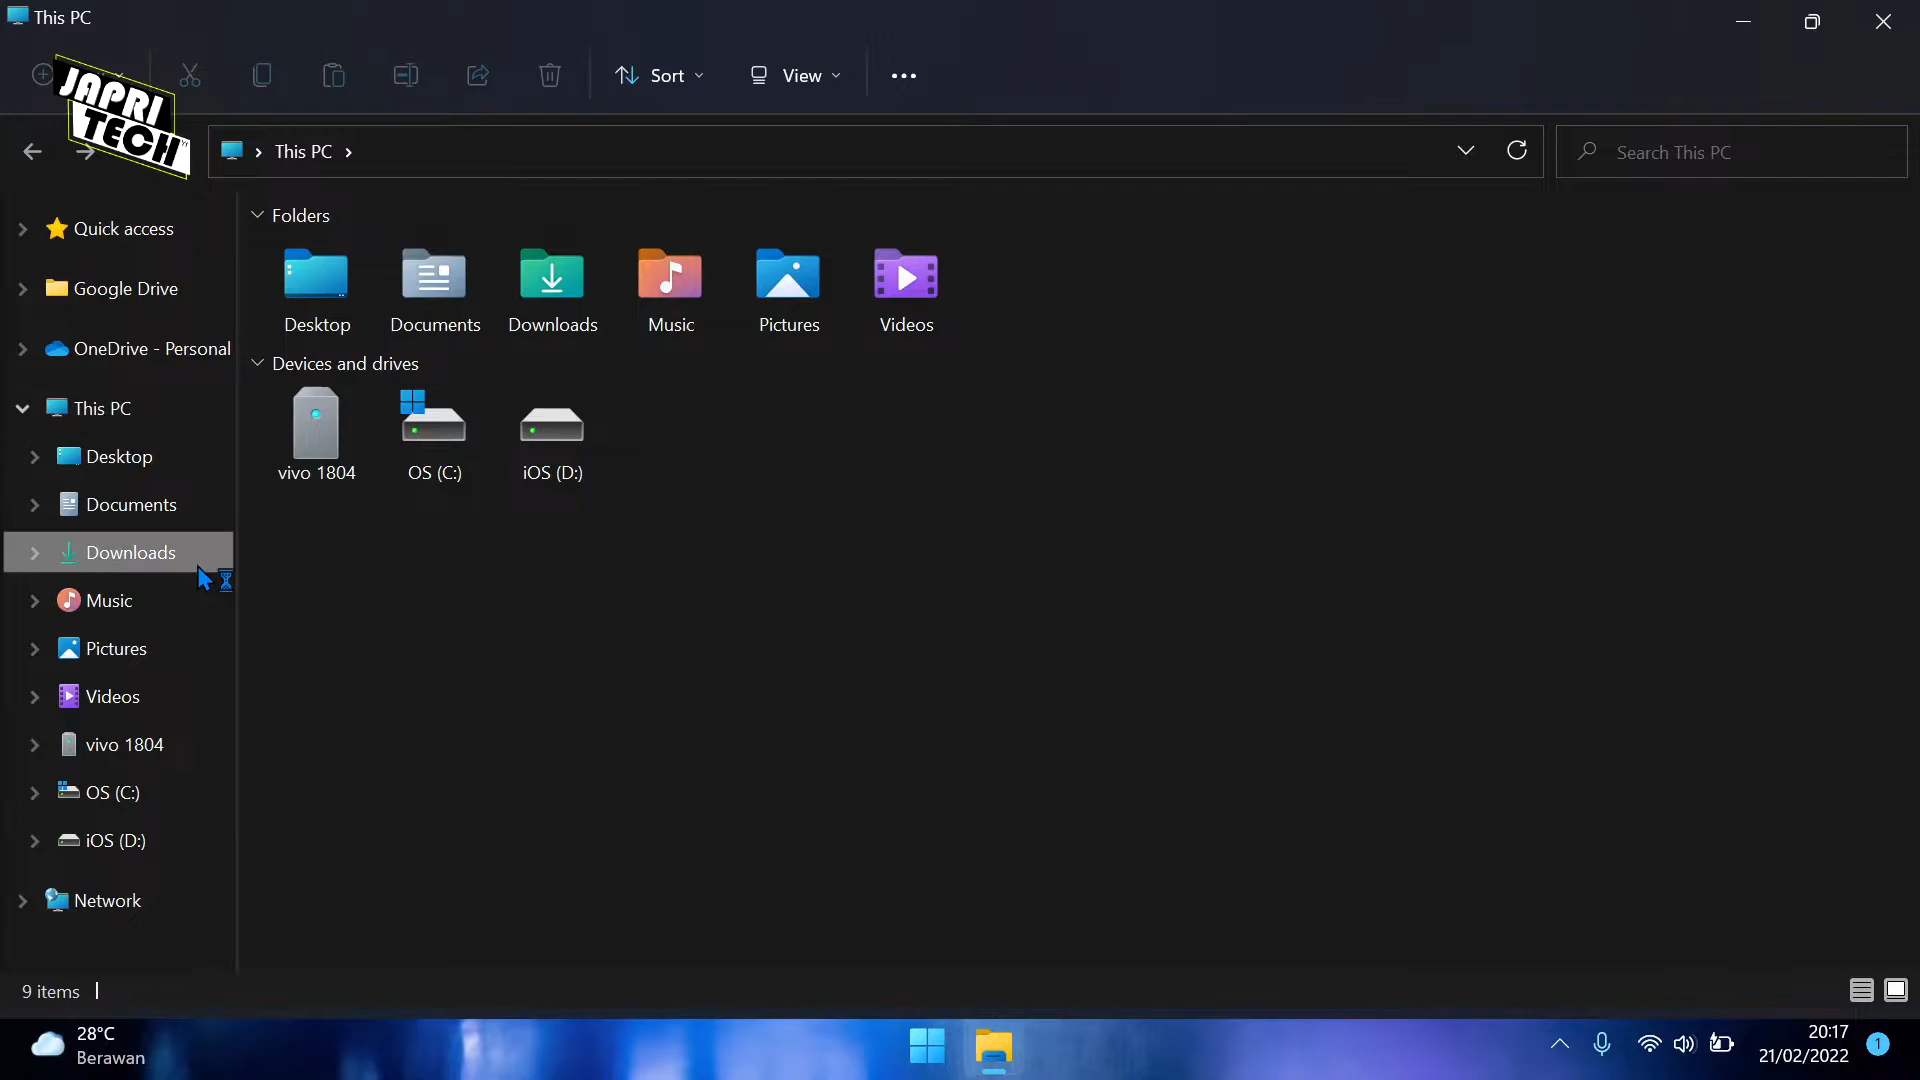 This PC
JAPRI
TECH
Sort
View
This PC
Search This PC
Quick access
Google Drive
OneDrive - Personal
This PC
Desktop
Documents
Downloads
Music
Pictures
Videos
vivo 1804
OS (C:)
iOS (D:)
Network
Folders
Desktop
Documents
Downloads
Music
Pictures
Videos
Devices and drives
vivo 1804
OS (C:)
iOS (D:)
9 items
28°C
Berawan
20:17
21/02/2022
1